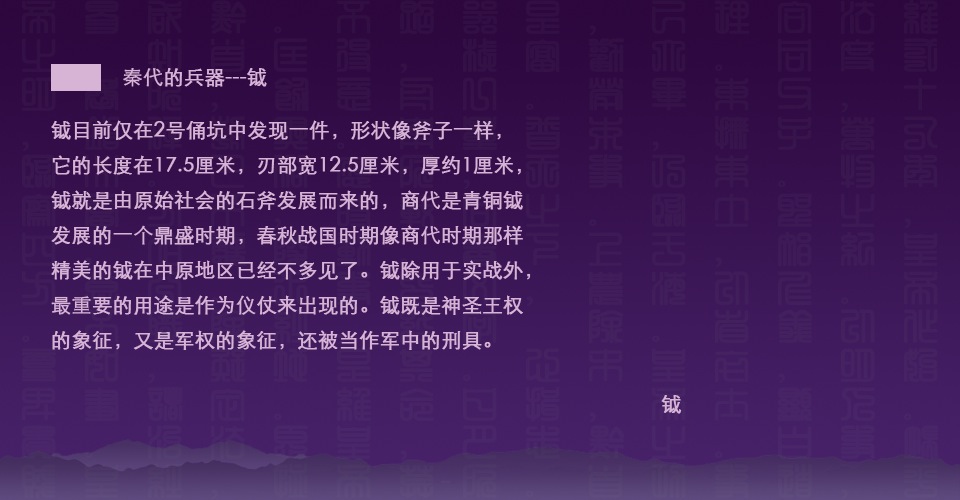 秦代的兵器---钺
钺目前仅在2号俑坑中发现一件，形状像斧子一样，
它的长度在17.5厘米，刃部宽12.5厘米，厚约1厘米，
钺就是由原始社会的石斧发展而来的，商代是青铜钺
发展的一个鼎盛时期，春秋战国时期像商代时期那样
精美的钺在中原地区已经不多见了。钺除用于实战外，
最重要的用途是作为仪仗来出现的。钺既是神圣王权
的象征，又是军权的象征，还被当作军中的刑具。
钺